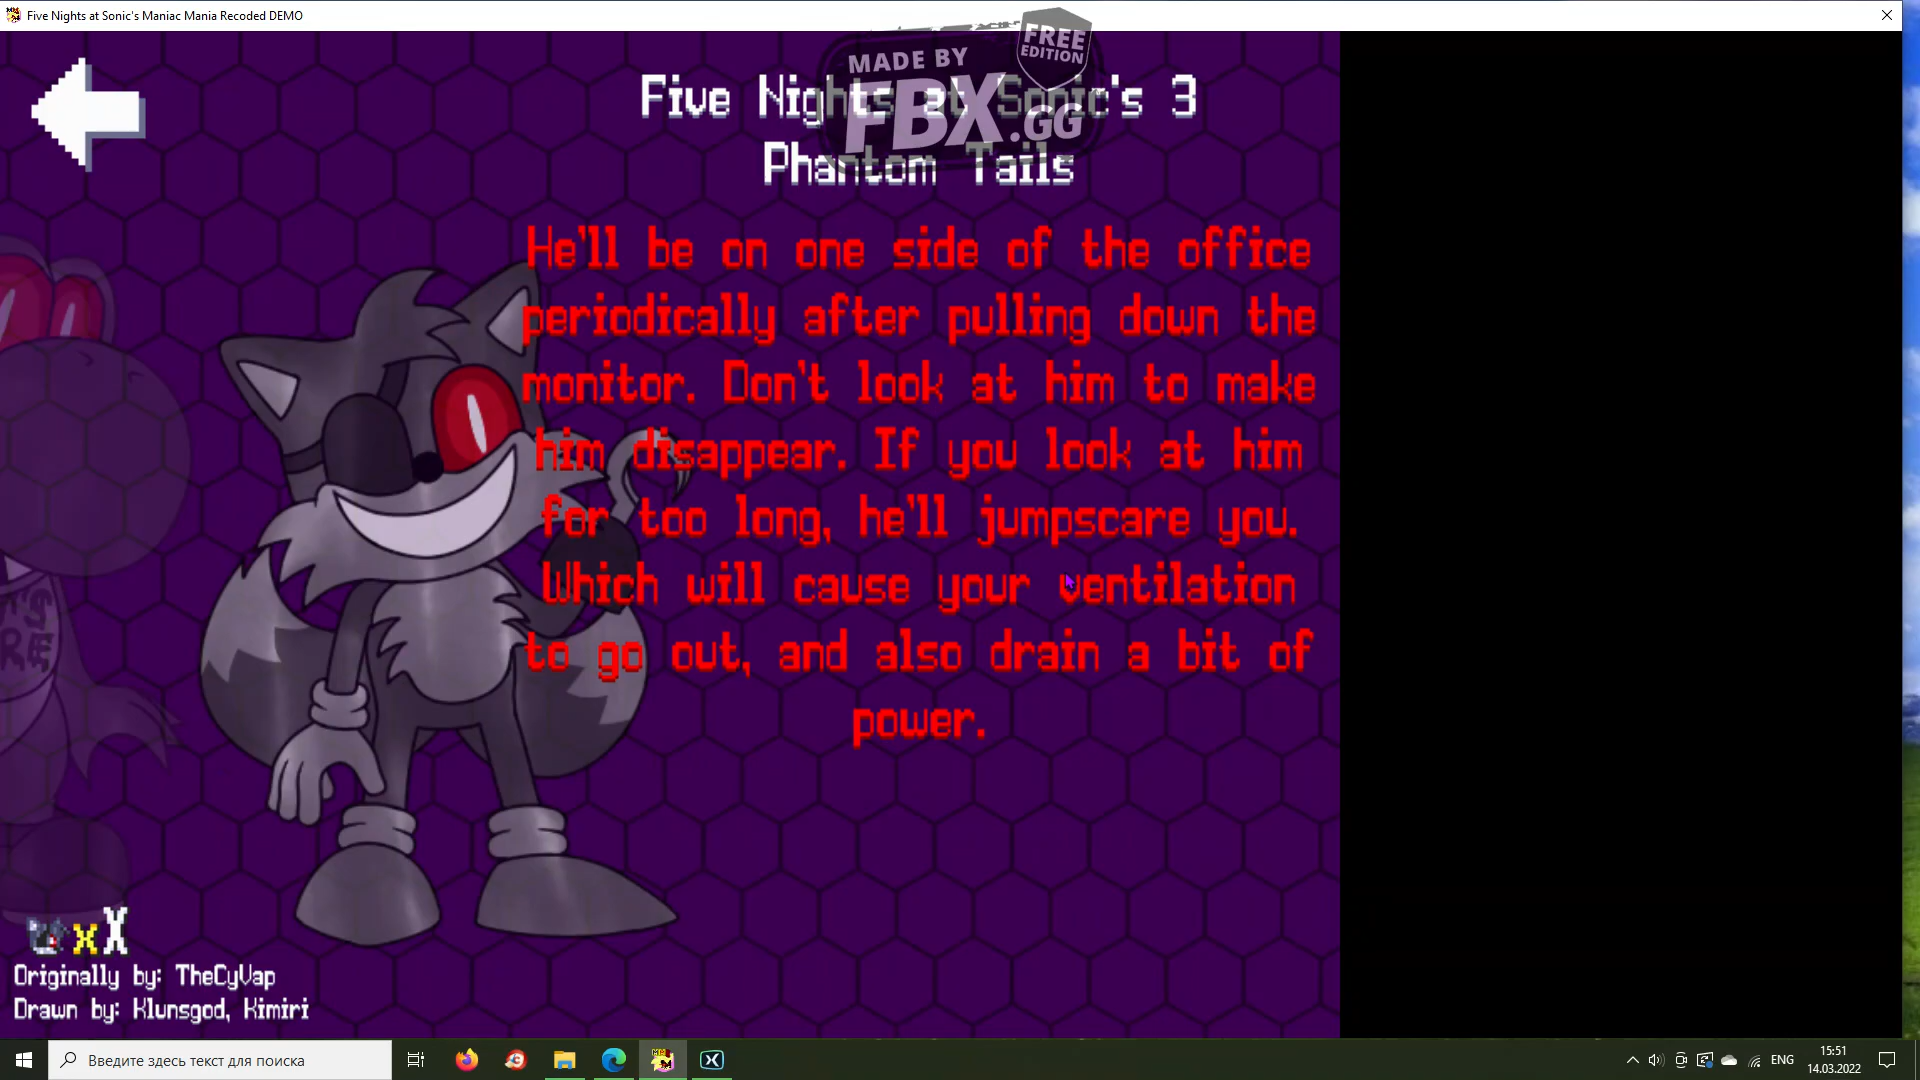 Five Nights at Sonic's Maniac Mania Recoded DEMO
MADE BY
FBX.GG
FREE
EDITION
Five Nights at Sonic's 3
Phantom Tails
He'll be on one side of the office
periodically after pulling down the
monitor. Don't look at him to make
him disappear. If you look at him
for too long, he'll jumpscare you.
Which will cause your ventilation
to go out, and also drain a bit of
power.
xX
Originally by: TheCyVap
Drawn by: Klunsgod, Kimiri
Введите здесь текст для поиска
ENG
15:51
14.03.2022